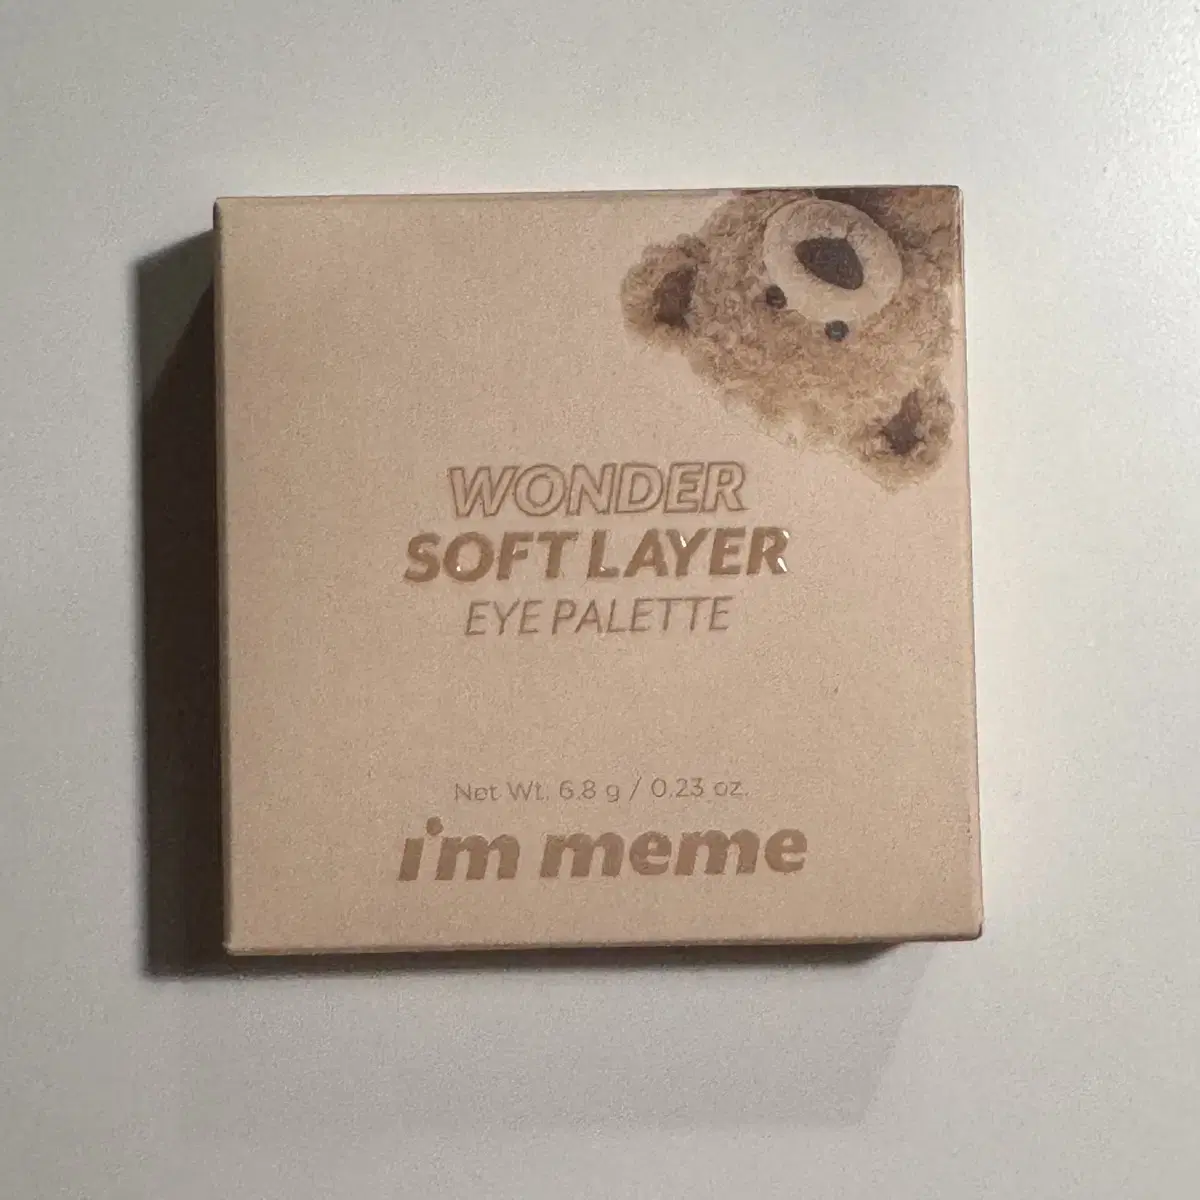 WONDER
SOFT LAYER
EYE PALETTE
Net Wt. 6.8 g / 0.23 oz.
i'm meme